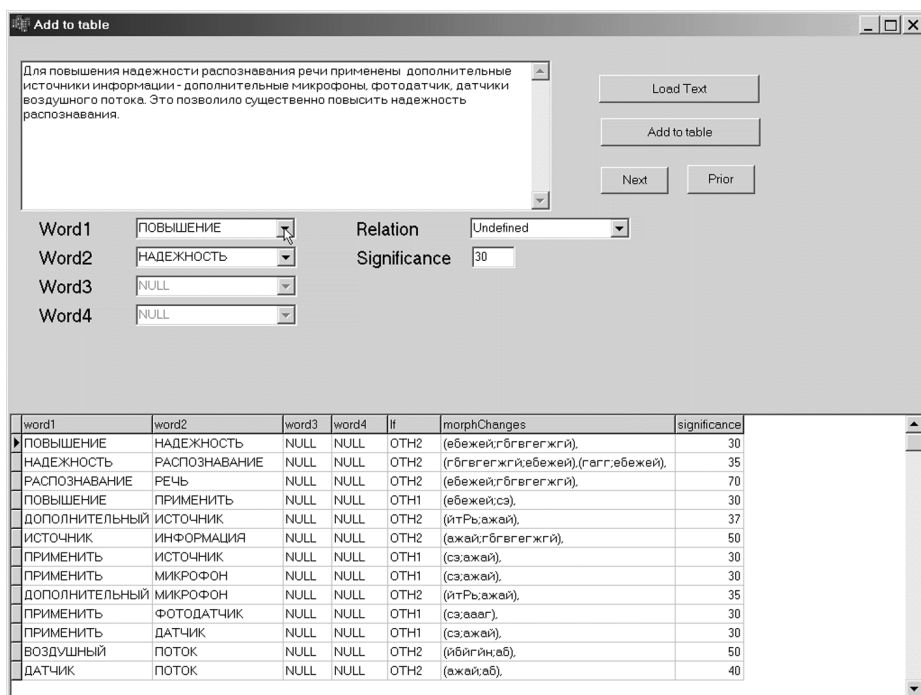 Add to table
Для повышения надежности распознавания речи применены дополнительные
источники информации - дополнительные микрофоны, фотодатчик, датчики
воздушного потока. Это позволило существенно повысить надежность
распознавания.
Load Text
Add to table
Next Prior
Word1 ПОВЫШЕНИЕ Relation Undefined
Word2 НАДЕЖНОСТЬ Significance 30
Word3 NULL
Word4 NULL
word1 word2 word3 word4 lf morphChanges significance
ПОВЫШЕНИЕ НАДЕЖНОСТЬ NULL NULL OTH2 (ебежей;гбгвгегжгй), 30
НАДЕЖНОСТЬ РАСПОЗНАВАНИЕ NULL NULL OTH2 (гбгвгегжгй;ебежей),(гагг;ебежей), 35
РАСПОЗНАВАНИЕ РЕЧЬ NULL NULL OTH2 (ебежей;гбгвгегжгй), 70
ПОВЫШЕНИЕ ПРИМЕНИТЬ NULL NULL OTH1 (ебежей;сэ), 30
ДОПОЛНИТЕЛЬНЫЙ ИСТОЧНИК NULL NULL OTH2 (йтРь;ажай), 37
ИСТОЧНИК ИНФОРМАЦИЯ NULL NULL OTH2 (ажай;гбгвгегжгй), 50
ПРИМЕНИТЬ ИСТОЧНИК NULL NULL OTH1 (сэ;ажай), 30
ПРИМЕНИТЬ МИКРОФОН NULL NULL OTH1 (сэ;ажай), 30
ДОПОЛНИТЕЛЬНЫЙ МИКРОФОН NULL NULL OTH2 (йтРь;ажай), 35
ПРИМЕНИТЬ ФОТОДАТЧИК NULL NULL OTH1 (сэ;аааг), 30
ПРИМЕНИТЬ ДАТЧИК NULL NULL OTH1 (сэ;ажай), 30
ВОЗДУШНЫЙ ПОТОК NULL NULL OTH2 (йбйгйн;аб), 50
ДАТЧИК ПОТОК NULL NULL OTH2 (ажай;аб), 40